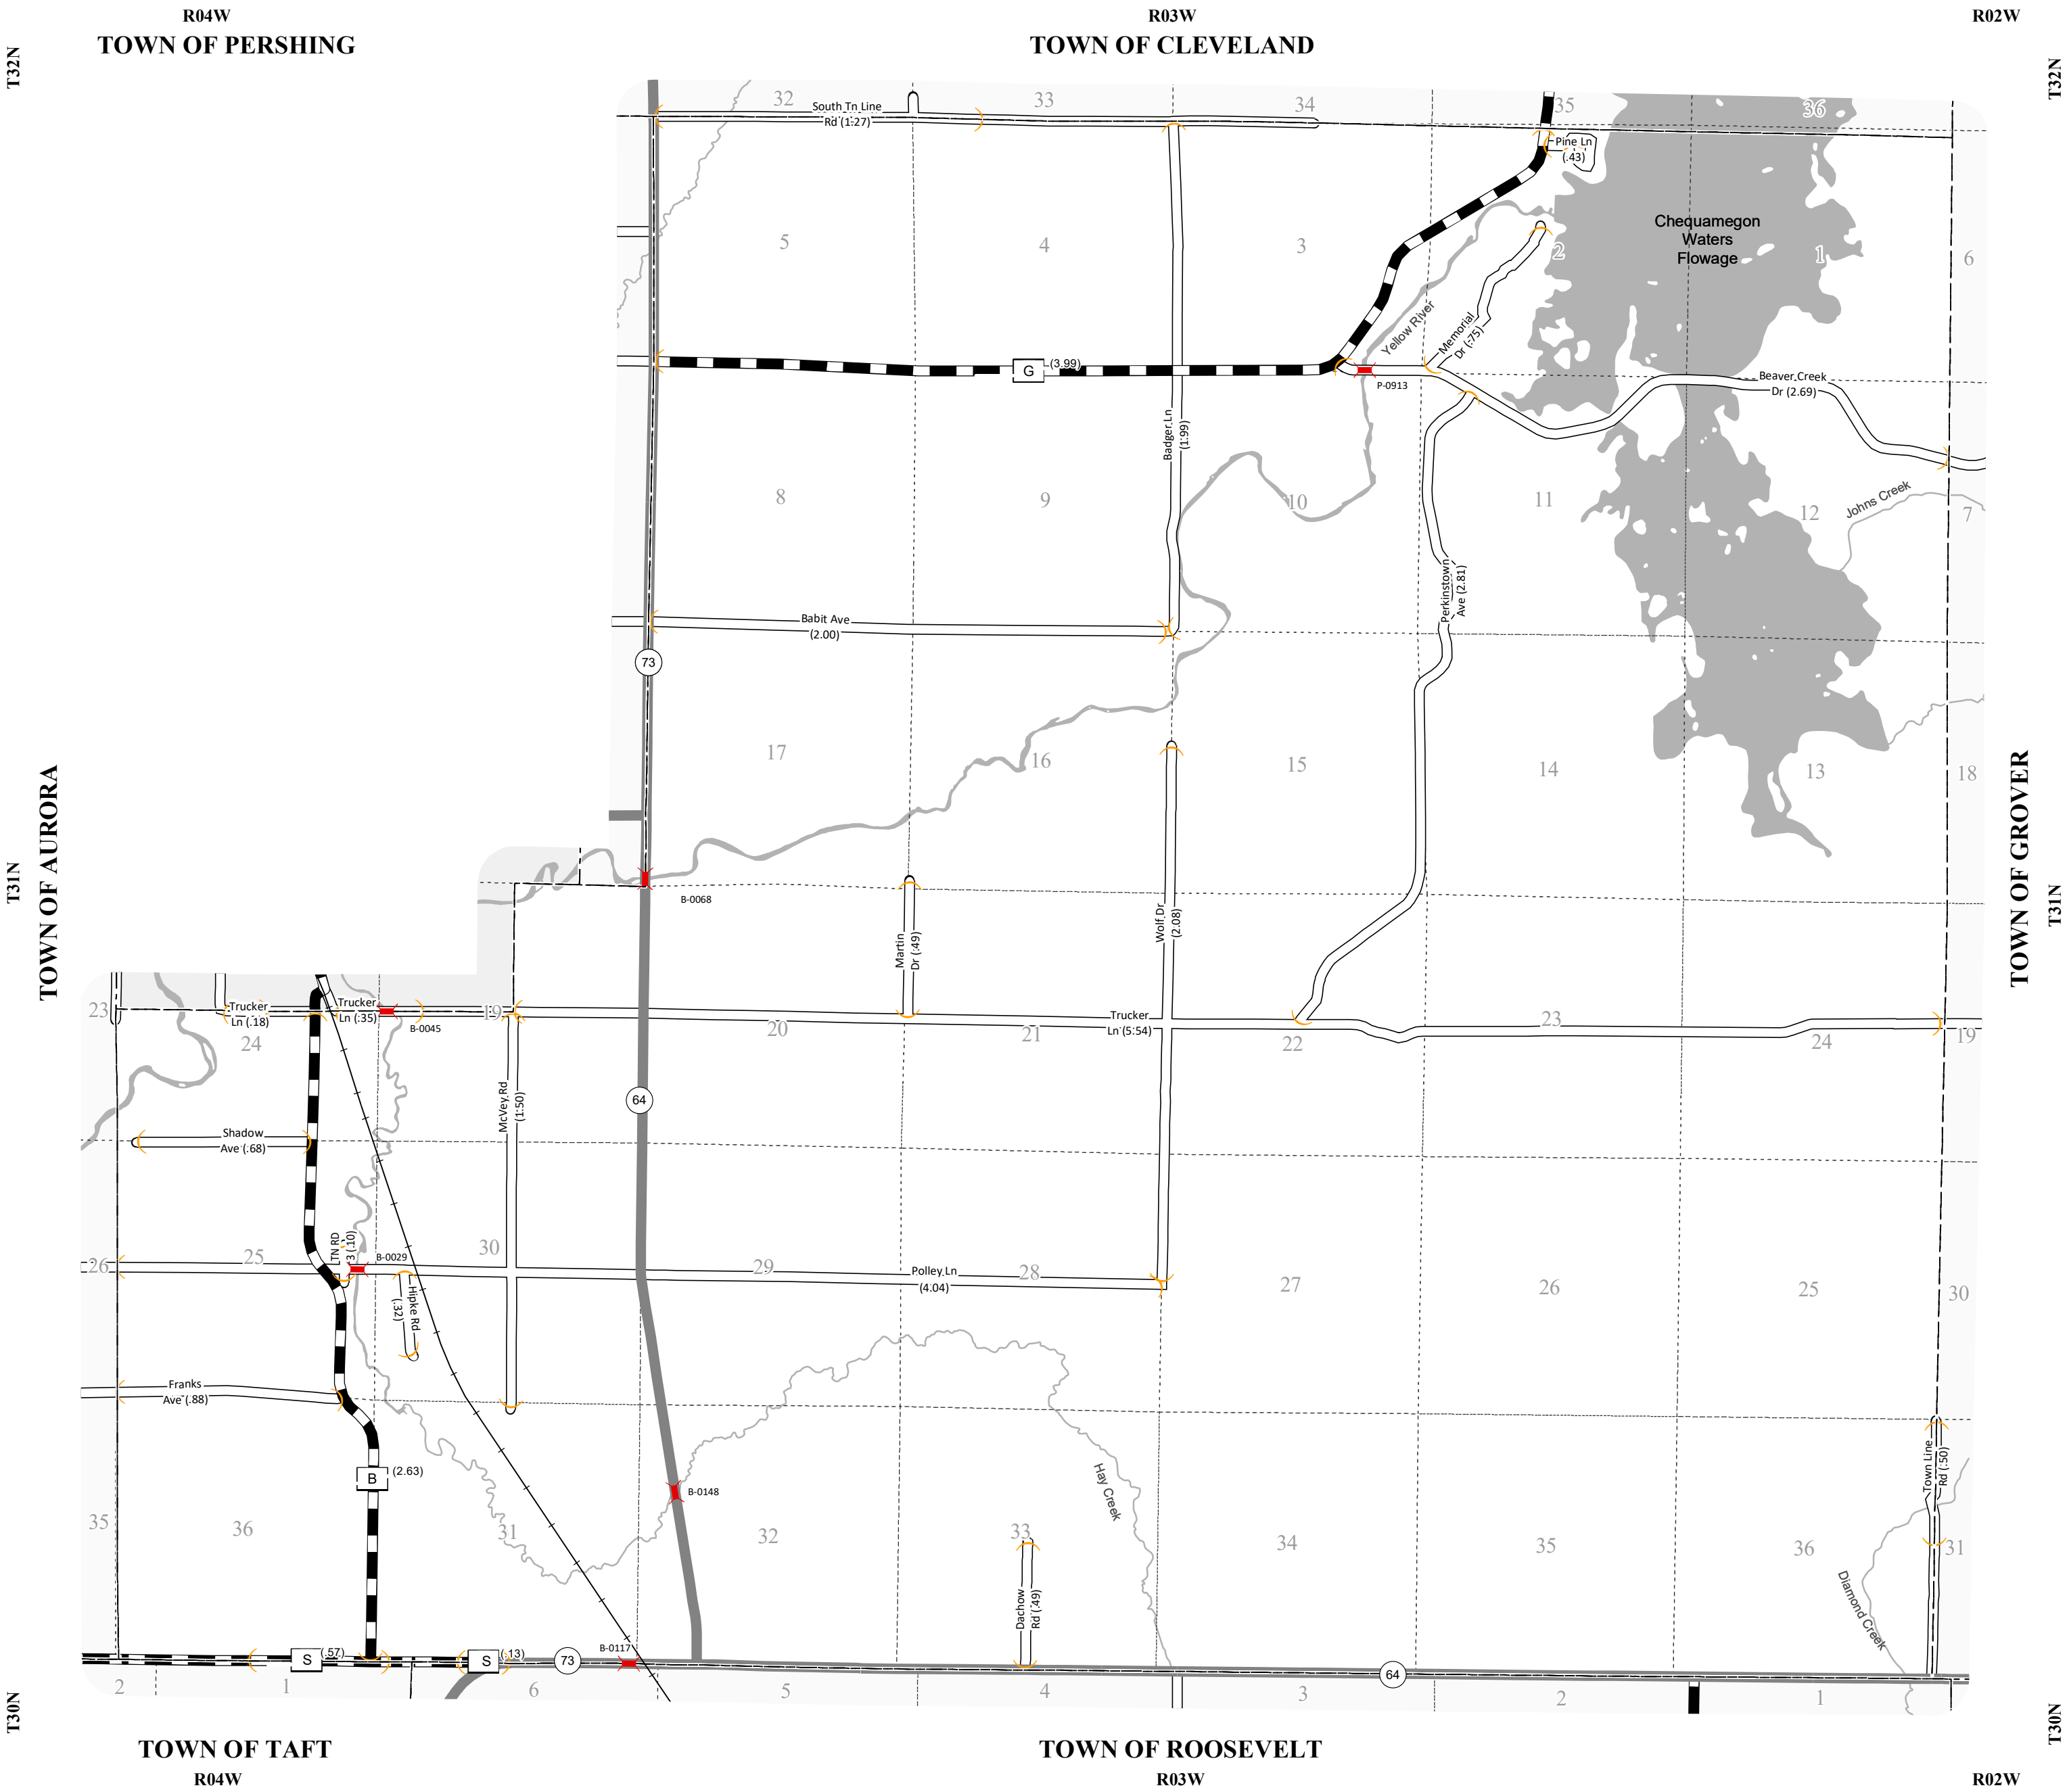 R04W
R03W
R02W
TOWN OF PERSHING
TOWN OF CLEVELAND
T32N
T32N
32
33
34
35
36
South Tn Line
Rd (1.27)
Pine Ln
(.43)
Chequamegon
Waters
Flowage
5
4
3
2
1
6
Yellow River
Memorial
Dr (.75)
G
(3.99)
P-0913
Beaver Creek
Dr (2.69)
Badger Ln
(1.99)
8
9
10
11
12
7
Johns Creek
Perkinstown
Ave (2.81)
Babit Ave
(2.00)
73
17
16
15
14
13
18
TOWN OF AURORA
TOWN OF GROVER
T31N
T31N
B-0068
Martin
Dr (.49)
Wolf Dr
(2.08)
23
Trucker
Ln (.18)
Trucker
Ln (.35)
B-0045
19
20
21
Trucker
Ln (5.54)
22
23
24
19
24
64
McVey Rd
(1.50)
Shadow
Ave (.68)
TN RD
3 (.10)
B-0029
26
25
30
29
28
27
26
25
30
Polley Ln
(4.04)
Hipke Rd
(.32)
Franks
Ave (.88)
B
(2.63)
B-0148
Hay Creek
Town Line
Rd (.50)
35
36
31
32
33
34
35
36
31
Dachow
Rd (.49)
Diamond Creek
S
(.57)
S
(.13)
73
B-0117
64
2
1
6
5
4
3
2
1
T30N
T30N
TOWN OF TAFT
TOWN OF ROOSEVELT
R04W
R03W
R02W